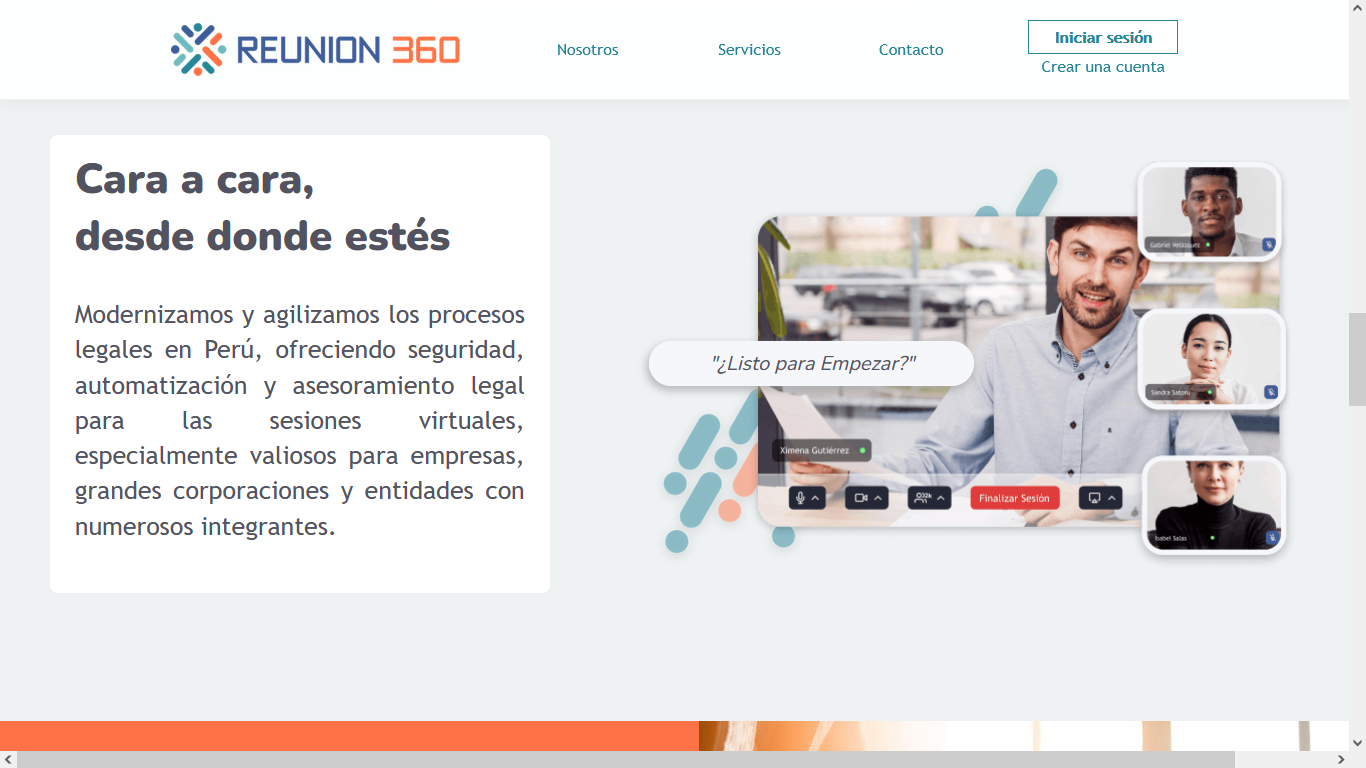 REUNION 360
Nosotros
Servicios
Contacto
Iniciar sesión
Crear una cuenta
Cara a cara,
desde donde estés
Modernizamos y agilizamos los procesos
legales en Perú, ofreciendo seguridad,
automatización y asesoramiento legal
para las sesiones virtuales,
especialmente valiosos para empresas,
grandes corporaciones y entidades con
numerosos integrantes.
"¿Listo para Empezar?"
Gabriel Velázquez
Sandra Satoru
Ximena Gutiérrez
Finalizar Sesión
Isabel Salas